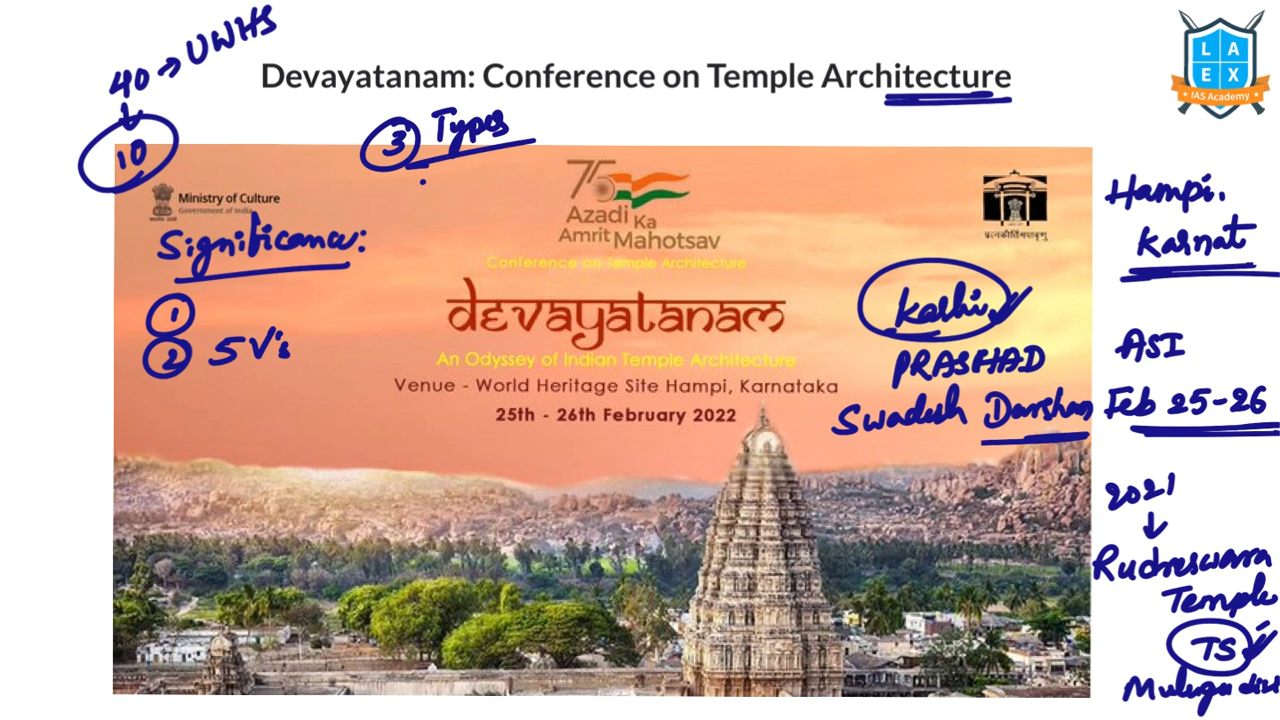 40 → UWHS
↓
10
Devayatanam: Conference on Temple Architecture
L A
E X
IAS Academy
3 Types
Ministry of Culture
Government of India
75
Azadi Ka
Amrit Mahotsav
Conference on Temple Architecture
devayatanam
An Odyssey of Indian Temple Architecture
Venue - World Heritage Site Hampi, Karnataka
25th - 26th February 2022
Significance:
1
2 5 V's
Kashi
PRASHAD
Swadesh Darshan
Hampi.
Karnat
ASI
Feb 25-26
2021
↓
Rudreswara
Temple
TS